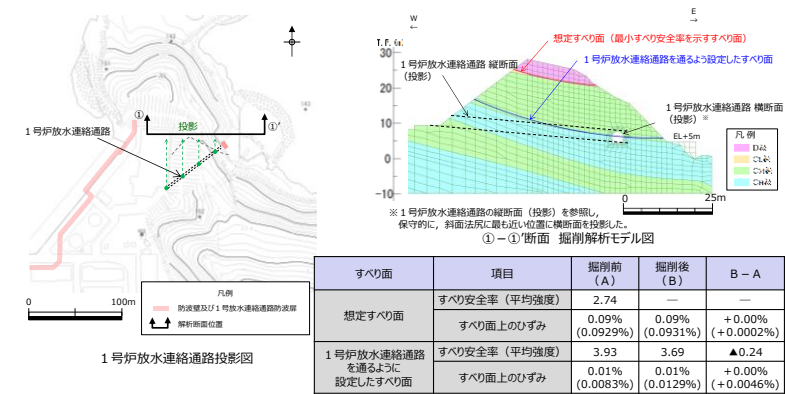 ①
①′
投影
1号炉放水連絡通路
凡例
防波壁及び1号放水連絡通路防波扉
解析断面位置
0
100m
1号炉放水連絡通路投影図
W
←
E
→
T. P. (m)
30
20
10
0
−10
想定すべり面（最小すべり安全率を示すすべり面）
1号炉放水連絡通路を通るよう設定したすべり面
1号炉放水連絡通路 縦断面
（投影）
1号炉放水連絡通路 横断面
（投影）※
EL+5m
凡 例
D級
CL級
CM級
CH級
0
25m
※1号炉放水連絡通路の縦断面（投影）を参照し，
保守的に，斜面法尻に最も近い位置に横断面を投影した。
①－①′断面 掘削解析モデル図
すべり面 項目 掘削前（A） 掘削後（B） B－A
想定すべり面 すべり安全率（平均強度） 2.74 ― ―
すべり面上のひずみ 0.09%(0.0929%) 0.09%(0.0931%) +0.00%(+0.0002%)
1号炉放水連絡通路を通るように設定したすべり面 すべり安全率（平均強度） 3.93 3.69 ▲0.24
すべり面上のひずみ 0.01%(0.0083%) 0.01%(0.0129%) +0.00%(+0.0046%)